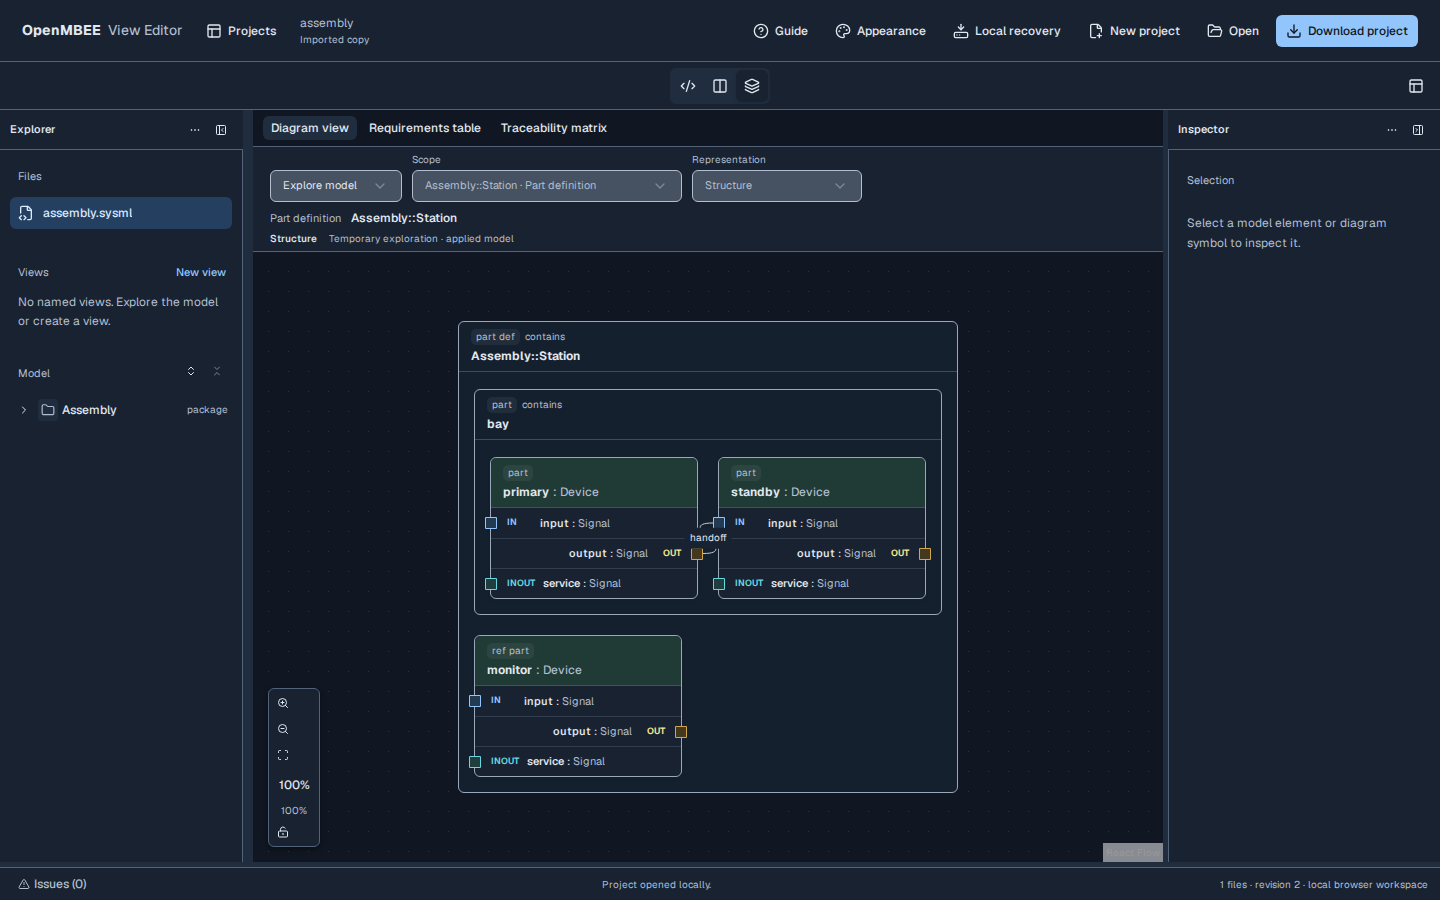 OpenMBEE View Editor
Projects
assembly
Imported copy
Guide
Appearance
Local recovery
New project
Open
Download project
Explorer
Files
assembly.sysml
Views
New view
No named views. Explore the model
or create a view.
Model
Assembly
package
Diagram view
Requirements table
Traceability matrix
Scope
Representation
Explore model
Assembly::Station · Part definition
Structure
Part definition Assembly::Station
Structure Temporary exploration · applied model
part def contains
Assembly::Station
part contains
bay
part
primary : Device
IN input : Signal
output : Signal OUT
INOUT service : Signal
handoff
part
standby : Device
IN input : Signal
output : Signal OUT
INOUT service : Signal
ref part
monitor : Device
IN input : Signal
output : Signal OUT
INOUT service : Signal
100%
100%
React Flow
Inspector
Selection
Select a model element or diagram
symbol to inspect it.
Issues (0)
Project opened locally.
1 files · revision 2 · local browser workspace